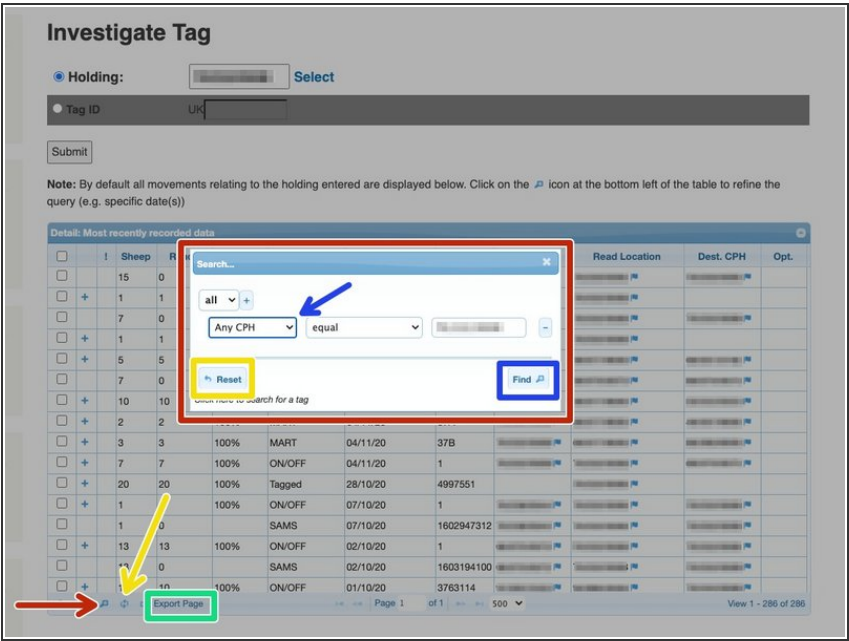 Investigate Tag
Holding: Select
Tag ID UK
Submit
Note: By default all movements relating to the holding entered are displayed below. Click on the icon at the bottom left of the table to refine the
query (e.g. specific date(s))
Detail: Most recently recorded data
! Sheep Read Location Dest. CPH Opt.
Search...
all +
Any CPH equal -
Reset Find
Click here to search for a tag
15 0
+ 1 1
7 0
+ 1 1
+ 5 5
7 0
+ 10 10
+ 2 2
+ 3 3 100% MART 04/11/20 37B
+ 7 7 100% ON/OFF 04/11/20 1
+ 20 20 100% Tagged 28/10/20 4997551
+ 1 100% ON/OFF 07/10/20 1
1 0 SAMS 07/10/20 1602947312
+ 13 13 100% ON/OFF 02/10/20 1
0 SAMS 02/10/20 1603194100
+ 10 100% ON/OFF 01/10/20 3763114
Export Page Page 1 of 1 500 View 1 - 286 of 286